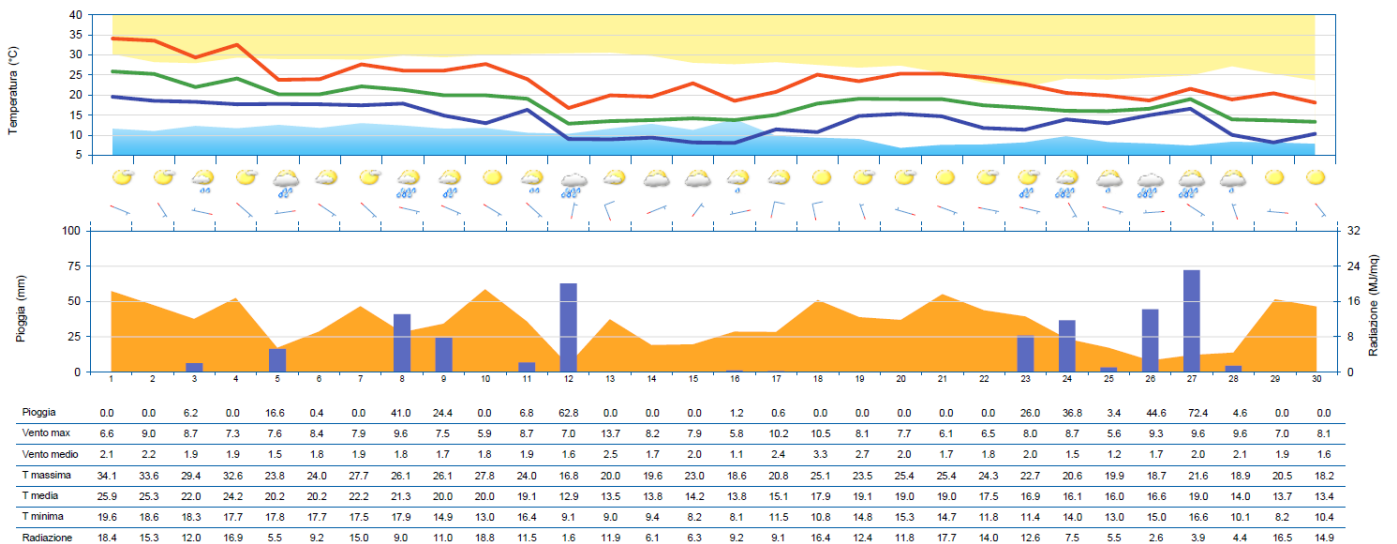 Temperatura (°C)
40
35
30
25
20
15
10
5
Pioggia (mm)
100
75
50
25
0
Radiazione (MJ/mq)
32
24
16
8
0
1 2 3 4 5 6 7 8 9 10 11 12 13 14 15 16 17 18 19 20 21 22 23 24 25 26 27 28 29 30
Pioggia 0.0 0.0 6.2 0.0 16.6 0.4 0.0 41.0 24.4 0.0 6.8 62.8 0.0 0.0 0.0 1.2 0.6 0.0 0.0 0.0 0.0 0.0 26.0 36.8 3.4 44.6 72.4 4.6 0.0 0.0
Vento max 6.6 9.0 8.7 7.3 7.6 8.4 7.9 9.6 7.5 5.9 8.7 7.0 13.7 8.2 7.9 5.8 10.2 10.5 8.1 7.7 6.1 6.5 8.0 8.7 5.6 9.3 9.6 9.6 7.0 8.1
Vento medio 2.1 2.2 1.9 1.9 1.5 1.8 1.9 1.8 1.7 1.8 1.9 1.6 2.5 1.7 2.0 1.1 2.4 3.3 2.7 2.0 1.7 1.8 2.0 1.5 1.2 1.7 2.0 2.1 1.9 1.6
T massima 34.1 33.6 29.4 32.6 23.8 24.0 27.7 26.1 26.1 27.8 24.0 16.8 20.0 19.6 23.0 18.6 20.8 25.1 23.5 25.4 25.4 24.3 22.7 20.6 19.9 18.7 21.6 18.9 20.5 18.2
T media 25.9 25.3 22.0 24.2 20.2 20.2 22.2 21.3 20.0 20.0 19.1 12.9 13.5 13.8 14.2 13.8 15.1 17.9 19.1 19.0 19.0 17.5 16.9 16.1 16.0 16.6 19.0 14.0 13.7 13.4
T minima 19.6 18.6 18.3 17.7 17.8 17.7 17.5 17.9 14.9 13.0 16.4 9.1 9.0 9.4 8.2 8.1 11.5 10.8 14.8 15.3 14.7 11.8 11.4 14.0 13.0 15.0 16.6 10.1 8.2 10.4
Radiazione 18.4 15.3 12.0 16.9 5.5 9.2 15.0 9.0 11.0 18.8 11.5 1.6 11.9 6.1 6.3 9.2 9.1 16.4 12.4 11.8 17.7 14.0 12.6 7.5 5.5 2.6 3.9 4.4 16.5 14.9